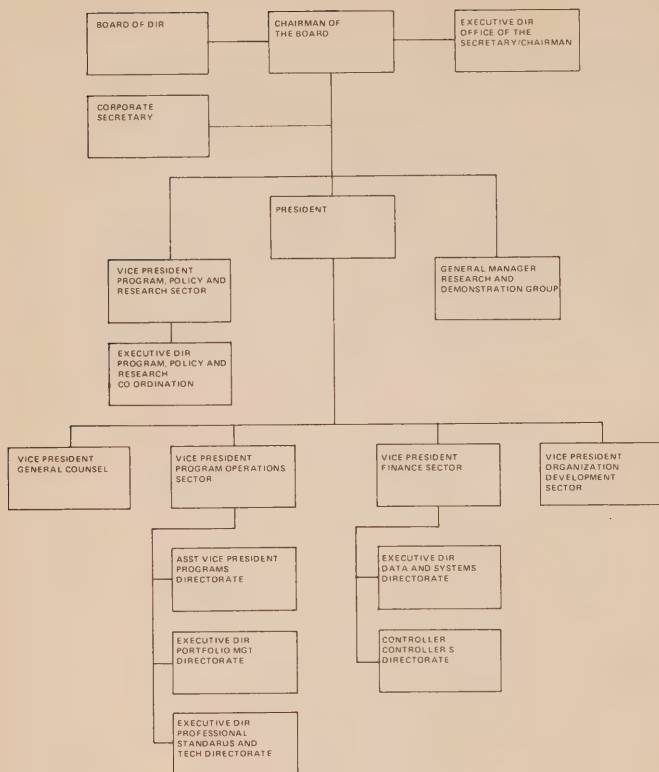 BOARD OF DIR
CHAIRMAN OF
THE BOARD
EXECUTIVE DIR
OFFICE OF THE
SECRETARY/CHAIRMAN
CORPORATE
SECRETARY
PRESIDENT
VICE PRESIDENT
PROGRAM, POLICY AND
RESEARCH SECTOR
GENERAL MANAGER
RESEARCH AND
DEMONSTRATION GROUP
EXECUTIVE DIR
PROGRAM, POLICY AND
RESEARCH
CO ORDINATION
VICE PRESIDENT
GENERAL COUNSEL
VICE PRESIDENT
PROGRAM OPERATIONS
SECTOR
VICE PRESIDENT
FINANCE SECTOR
VICE PRESIDENT
ORGANIZATION
DEVELOPMENT
SECTOR
ASST VICE PRESIDENT
PROGRAMS
DIRECTORATE
EXECUTIVE DIR
DATA AND SYSTEMS
DIRECTORATE
EXECUTIVE DIR
PORTFOLIO MGT
DIRECTORATE
CONTROLLER
CONTROLLER S
DIRECTORATE
EXECUTIVE DIR
PROFESSIONAL
STANDARDS AND
TECH DIRECTORATE